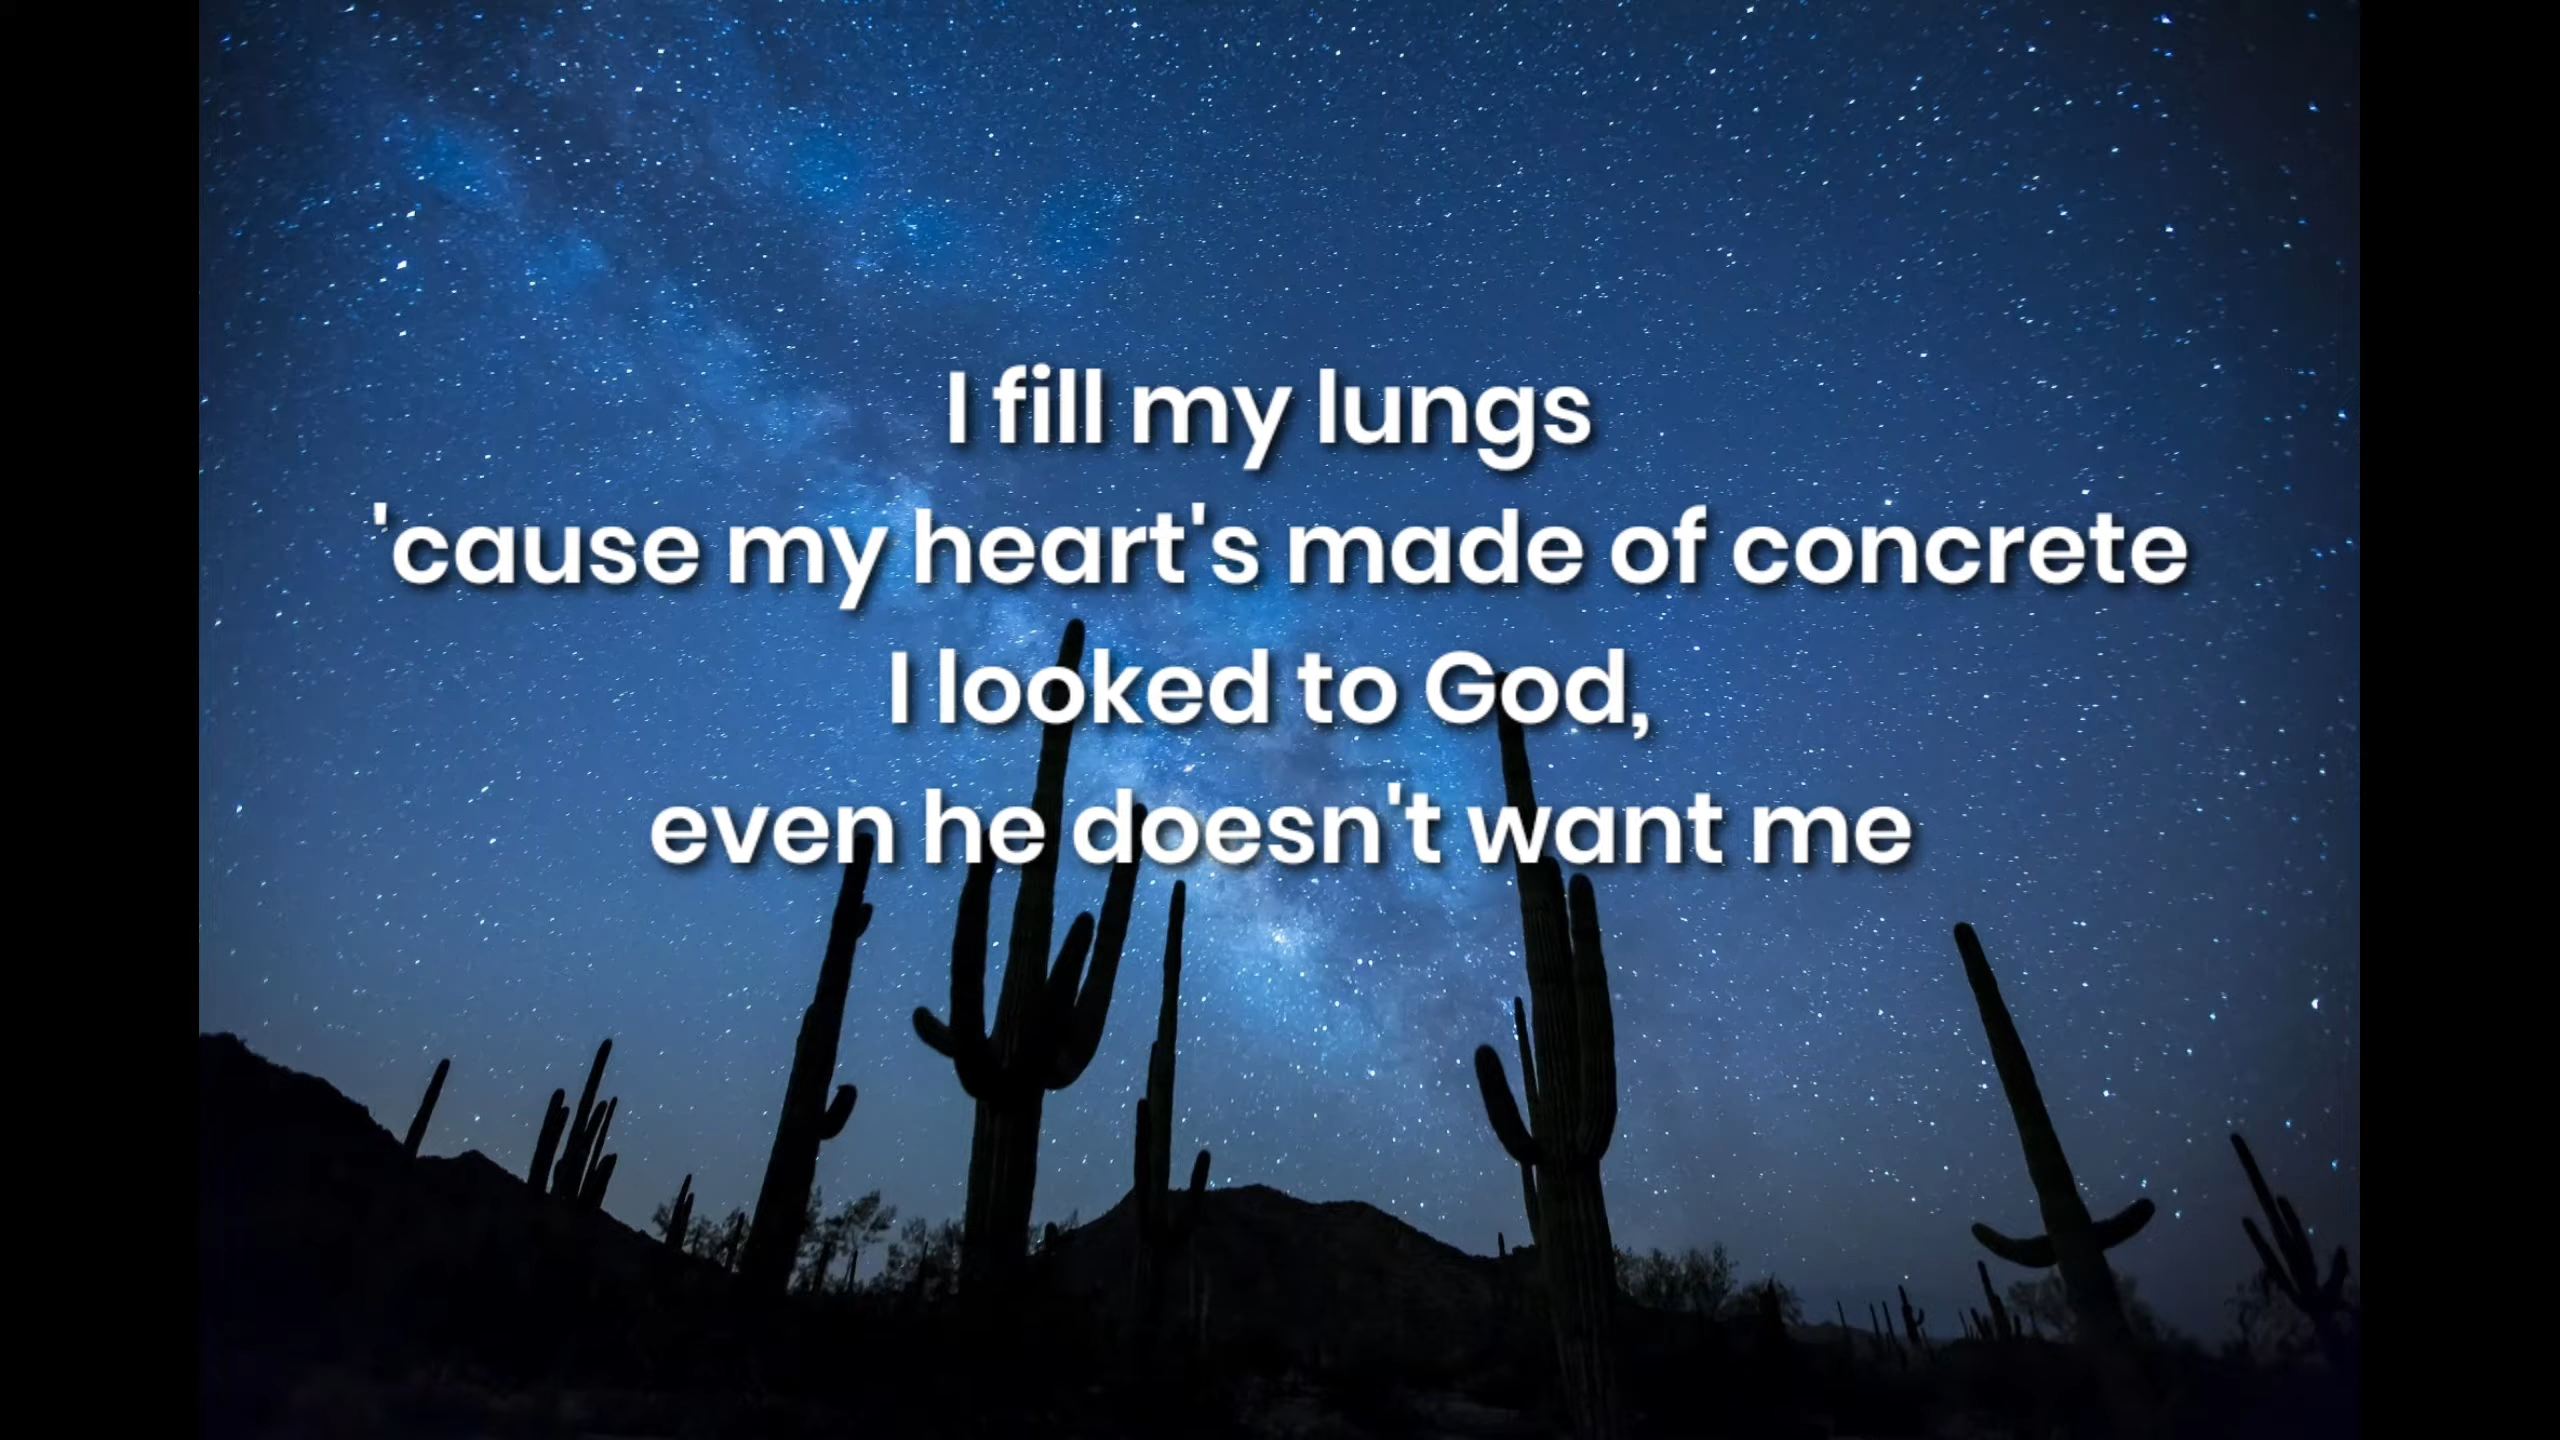 I fill my lungs
'cause my heart's made of concrete
I looked to God,
even he doesn't want me